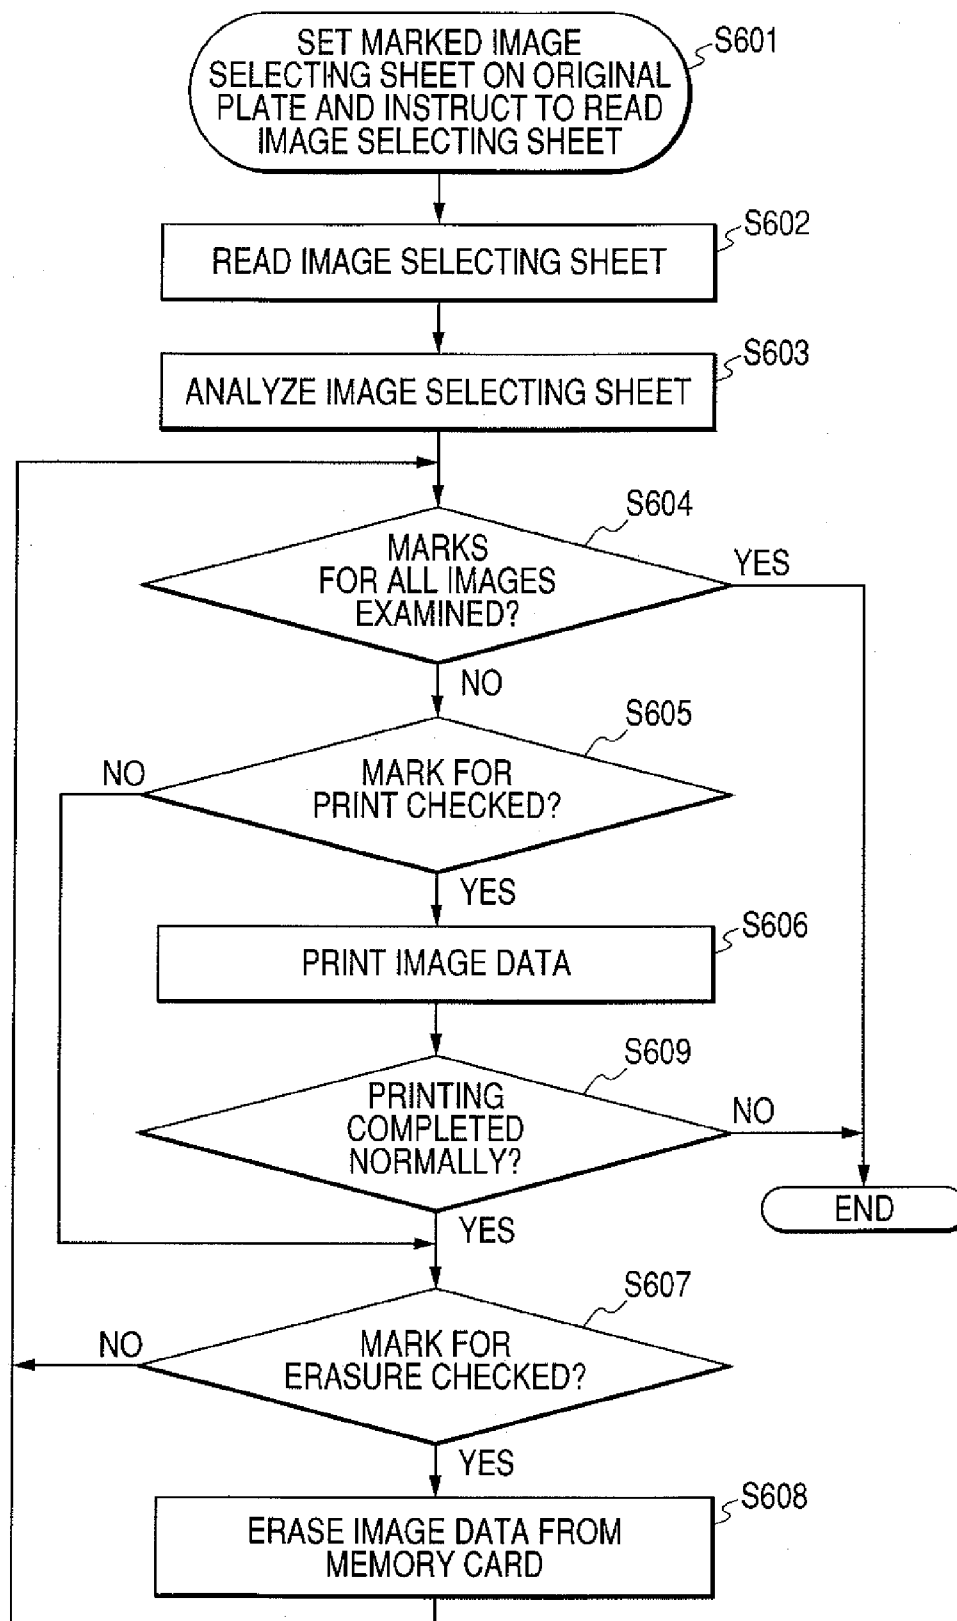 SET MARKED IMAGE
SELECTING SHEET ON ORIGINAL
PLATE AND INSTRUCT TO READ
IMAGE SELECTING SHEET
S601
S602
READ IMAGE SELECTING SHEET
S603
ANALYZE IMAGE SELECTING SHEET
S604
MARKS
FOR ALL IMAGES
EXAMINED?
YES
NO
S605
MARK FOR
PRINT CHECKED?
NO
YES
S606
PRINT IMAGE DATA
S609
PRINTING
COMPLETED
NORMALLY?
NO
YES
END
S607
MARK FOR
ERASURE CHECKED?
NO
YES
S608
ERASE IMAGE DATA FROM
MEMORY CARD